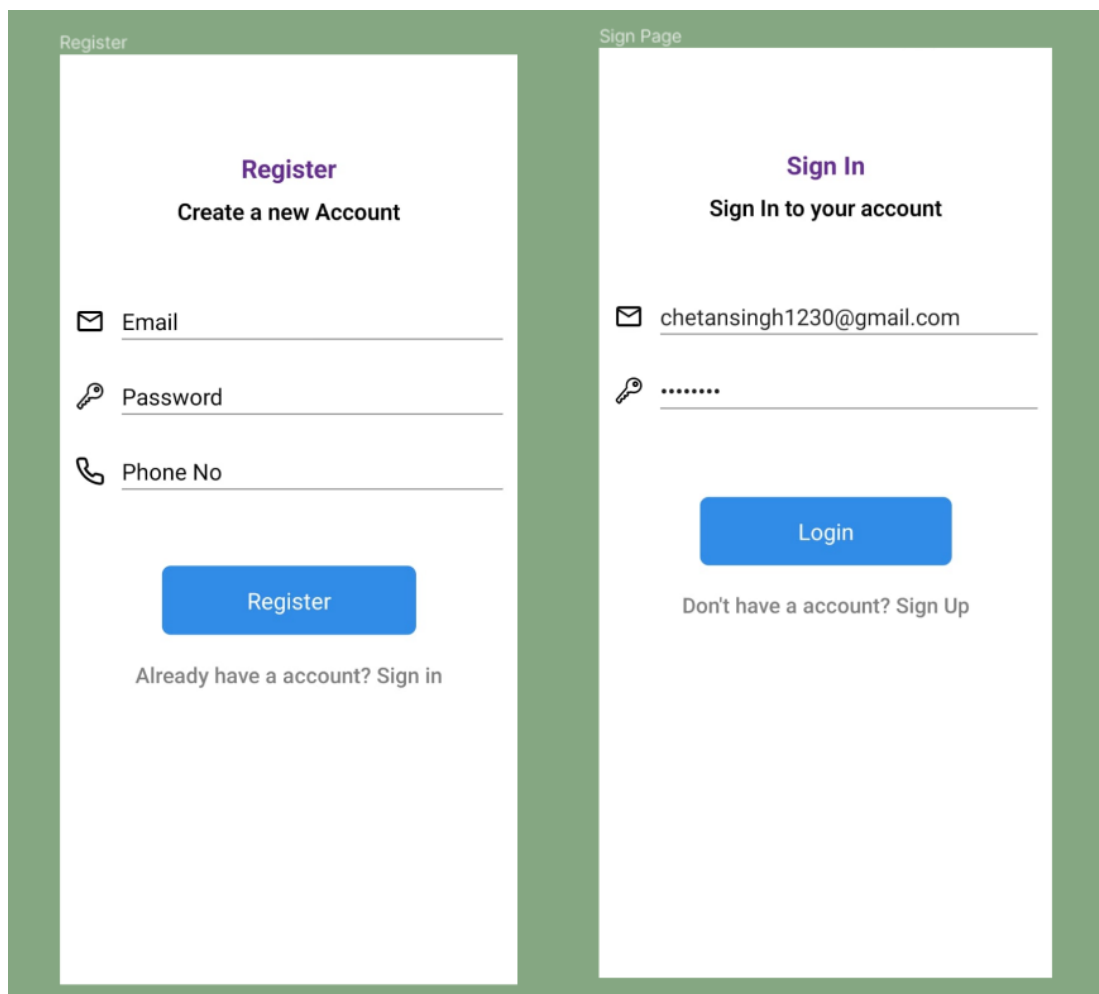 Register
Register
Create a new Account
Email
Password
Phone No
Register
Already have a account? Sign in
Sign Page
Sign In
Sign In to your account
chetansingh1230@gmail.com
••••••••
Login
Don't have a account? Sign Up